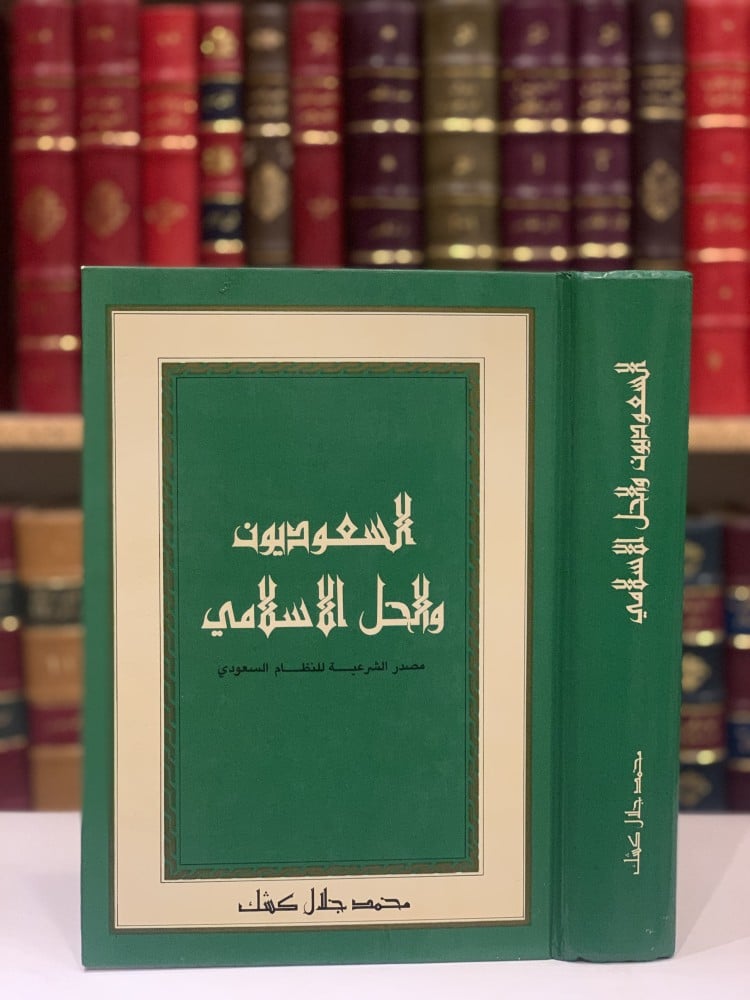 السعوديون
والحل الاسلامي
مصدر الشرعية للنظام السعودي
محمد جلال كشك
السعوديون والحل الاسلامي
محمد جلال كشك